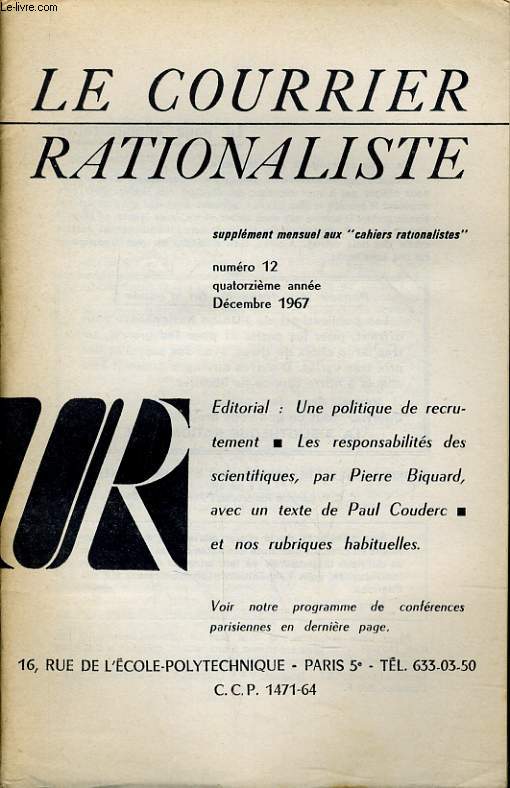 Le-livre.com
LE COURRIER
RATIONALISTE
supplément mensuel aux "cahiers rationalistes"
numéro 12
quatorzième année
Décembre 1967
UR
Editorial : Une politique de recru-
tement ■ Les responsabilités des
scientifiques, par Pierre Biquard,
avec un texte de Paul Couderc ■
et nos rubriques habituelles.
Voir notre programme de conférences
parisiennes en dernière page.
16, RUE DE L'ÉCOLE-POLYTECHNIQUE - PARIS 5e - TÉL. 633-03-50
C.C.P. 1471-64